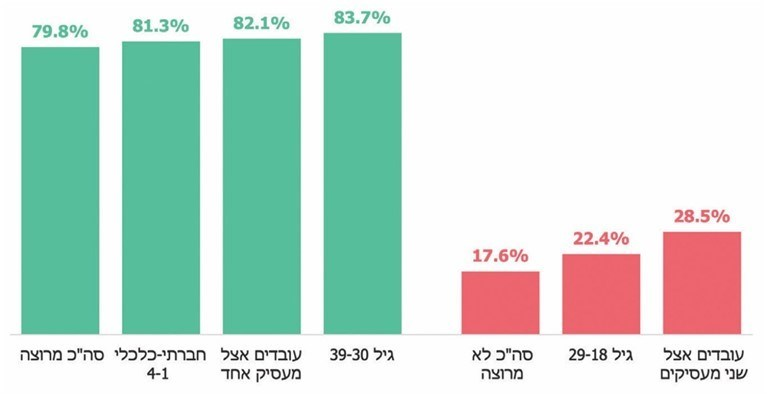 79.8%
81.3%
82.1%
83.7%
17.6%
22.4%
28.5%
סה"כ מרוצה
חברתי-כלכלי
4-1
עובדים אצל
מעסיק אחד
גיל 39-30
סה"כ לא
מרוצה
גיל 29-18
עובדים אצל
שני מעסיקים